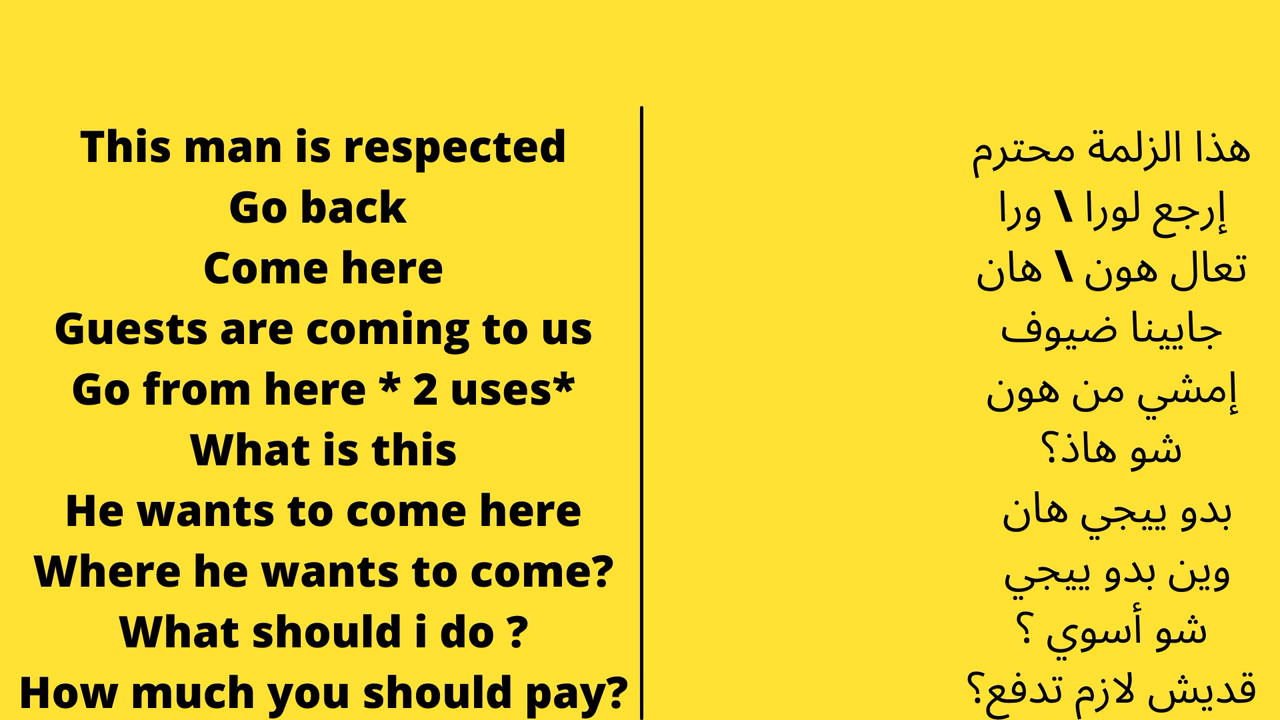 This man is respected
Go back
Come here
Guests are coming to us
Go from here * 2 uses*
What is this
He wants to come here
Where he wants to come?
What should i do ?
How much you should pay?
هذا الزلمة محترم
إرجع لورا \ ورا
تعال هون \ هان
جايينا ضيوف
إمشي من هون
شو هاذ؟
بدو ييجي هان
وين بدو ييجي
شو أسوي ؟
قديش لازم تدفع؟